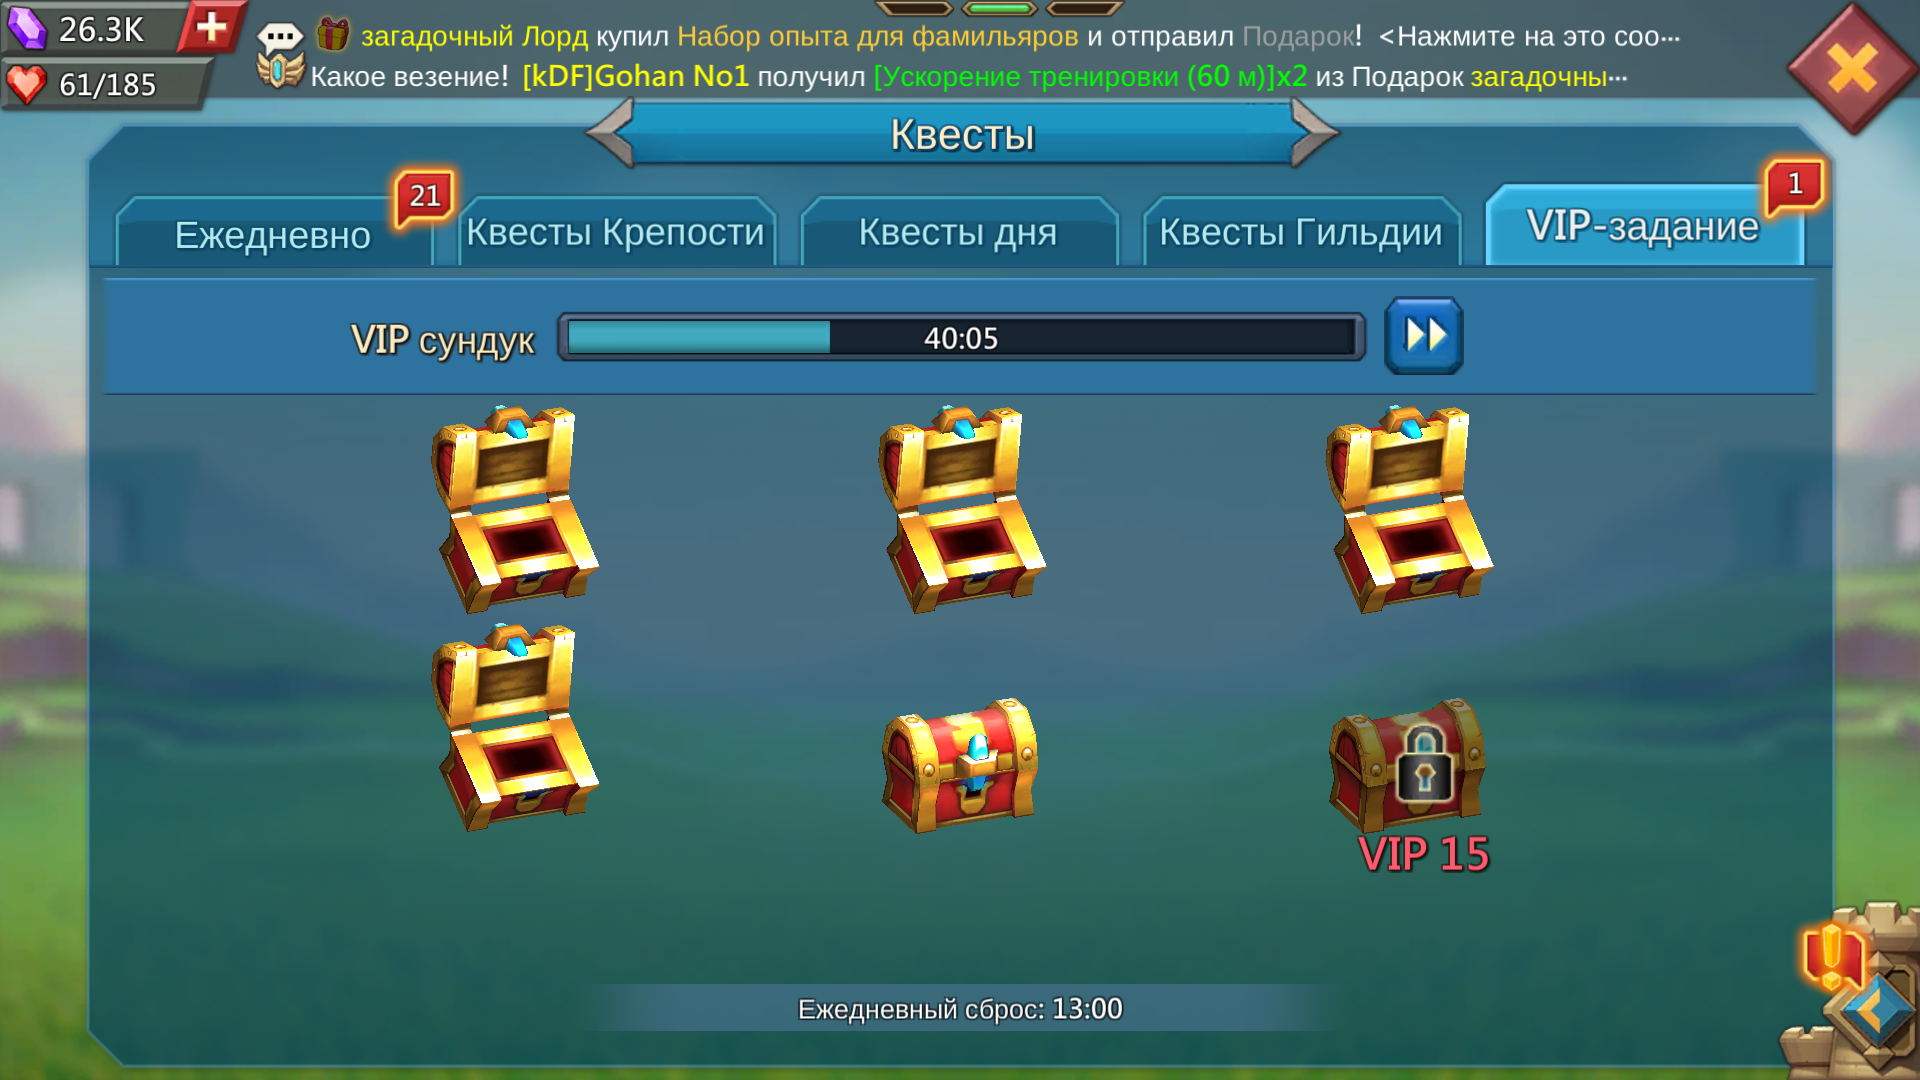 26.3K
61/185
загадочный Лорд купил Набор опыта для фамильяров и отправил Подарок! <Нажмите на это соо···
Какое везение! [kDF]Gohan No1 получил [Ускорение тренировки (60 м)]x2 из Подарок загадочны···
Квесты
Ежедневно
21
Квесты Крепости
Квесты дня
Квесты Гильдии
VIP-задание
1
VIP сундук
40:05
VIP 15
Ежедневный сброс: 13:00